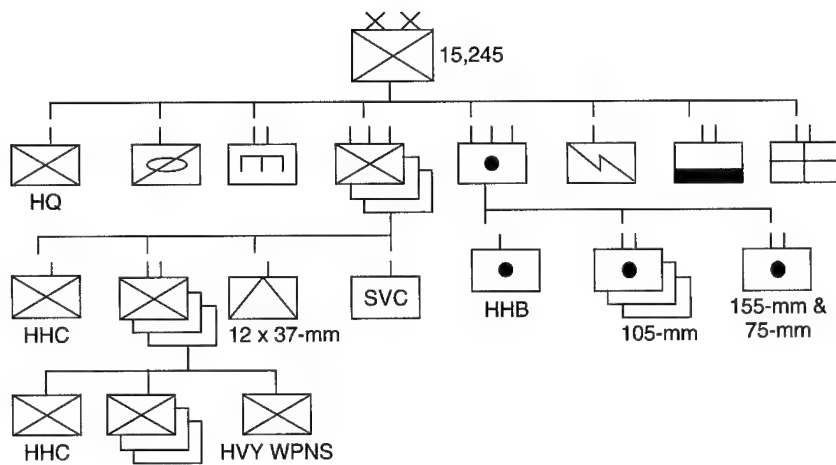 15,245
HQ
HHC
12 x 37-mm
SVC
HHB
105-mm
155-mm &
75-mm
HHC
HVY WPNS